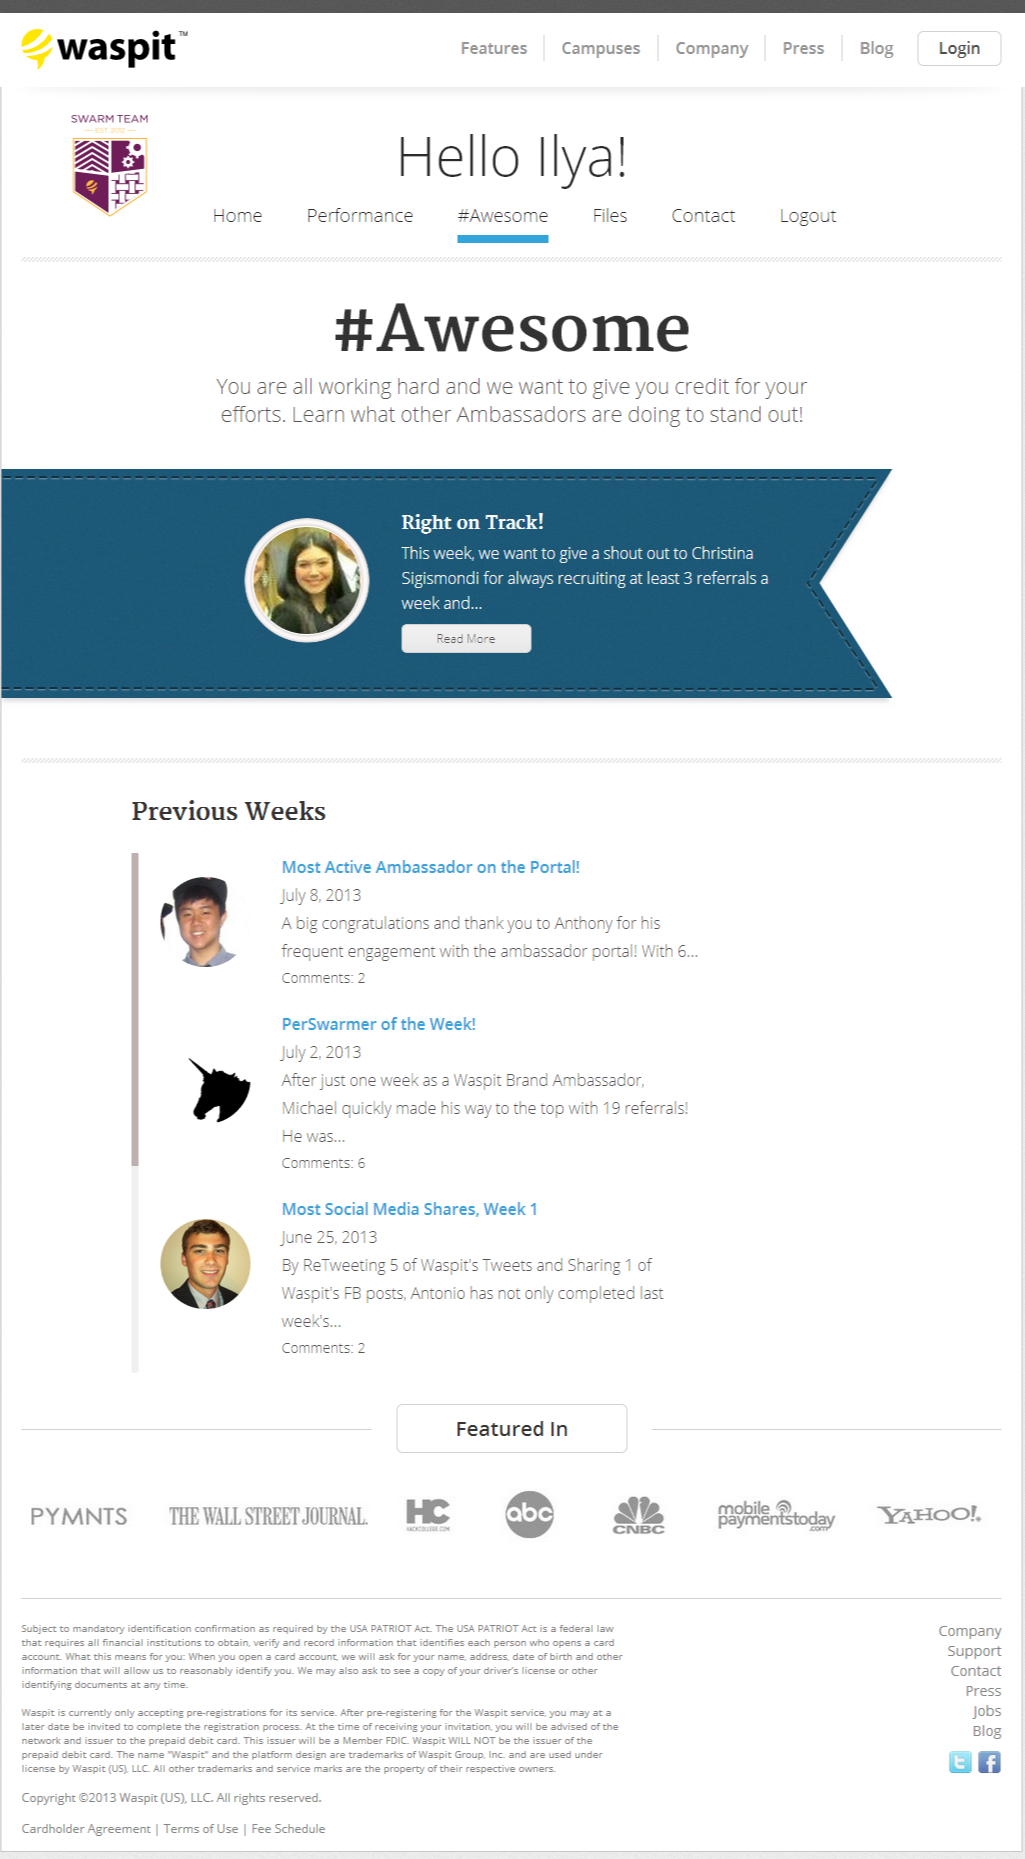 waspit™
Features
Campuses
Company
Press
Blog
Login
SWARM TEAM
EST. 2012
Hello Ilya!
Home
Performance
#Awesome
Files
Contact
Logout
#Awesome
You are all working hard and we want to give you credit for your
efforts. Learn what other Ambassadors are doing to stand out!
Right on Track!
This week, we want to give a shout out to Christina
Sigismondi for always recruiting at least 3 referrals a
week and...
Read More
Previous Weeks
Most Active Ambassador on the Portal!
July 8, 2013
A big congratulations and thank you to Anthony for his
frequent engagement with the ambassador portal! With 6...
Comments: 2
PerSwarmer of the Week!
July 2, 2013
After just one week as a Waspit Brand Ambassador,
Michael quickly made his way to the top with 19 referrals!
He was...
Comments: 6
Most Social Media Shares, Week 1
June 25, 2013
By ReTweeting 5 of Waspit's Tweets and Sharing 1 of
Waspit's FB posts, Antonio has not only completed last
week's...
Comments: 2
Featured In
PYMNTS
THE WALL STREET JOURNAL.
HC
HACKCOLLEGE.COM
abc
CNBC
mobile
paymentstoday
.com
YAHOO!
Subject to mandatory identification confirmation as required by the USA PATRIOT Act. The USA PATRIOT Act is a federal law
that requires all financial institutions to obtain, verify and record information that identifies each person who opens a card
account. What this means for you: When you open a card account, we will ask for your name, address, date of birth and other
information that will allow us to reasonably identify you. We may also ask to see a copy of your driver's license or other
identifying documents at any time.
Waspit is currently only accepting pre-registrations for its service. After pre-registering for the Waspit service, you may at a
later date be invited to complete the registration process. At the time of receiving your invitation, you will be advised of the
network and issuer to the prepaid debit card. This issuer will be a Member FDIC. Waspit WILL NOT be the issuer of the
prepaid debit card. The name "Waspit" and the platform design are trademarks of Waspit Group, Inc. and are used under
license by Waspit (US), LLC. All other trademarks and service marks are the property of their respective owners.
Copyright ©2013 Waspit (US), LLC. All rights reserved.
Cardholder Agreement | Terms of Use | Fee Schedule
Company
Support
Contact
Press
Jobs
Blog
t
f